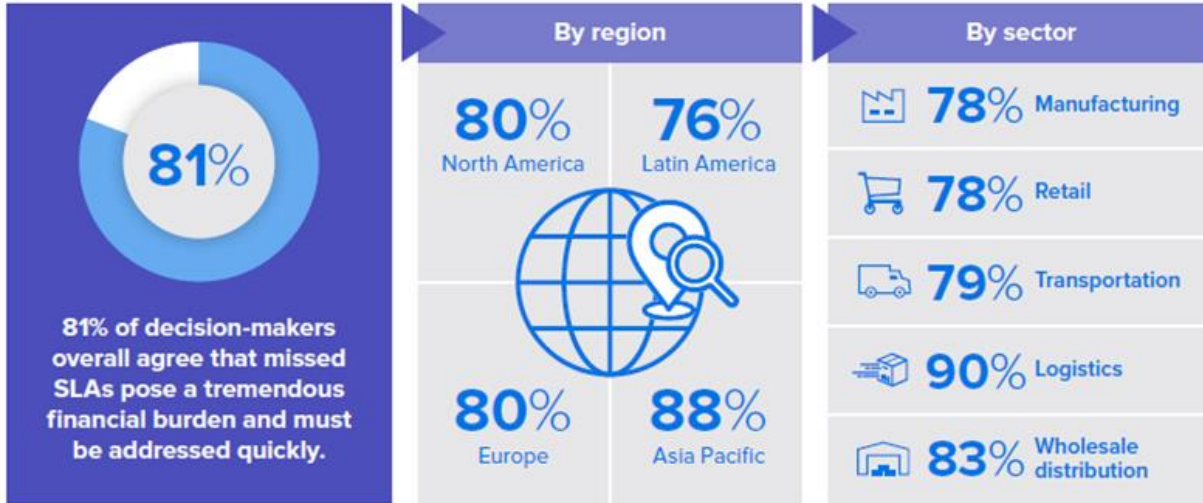 81%
81% of decision-makers
overall agree that missed
SLAs pose a tremendous
financial burden and must
be addressed quickly.
By region
80%
North America
76%
Latin America
80%
Europe
88%
Asia Pacific
By sector
78% Manufacturing
78% Retail
79% Transportation
90% Logistics
83% Wholesale
distribution